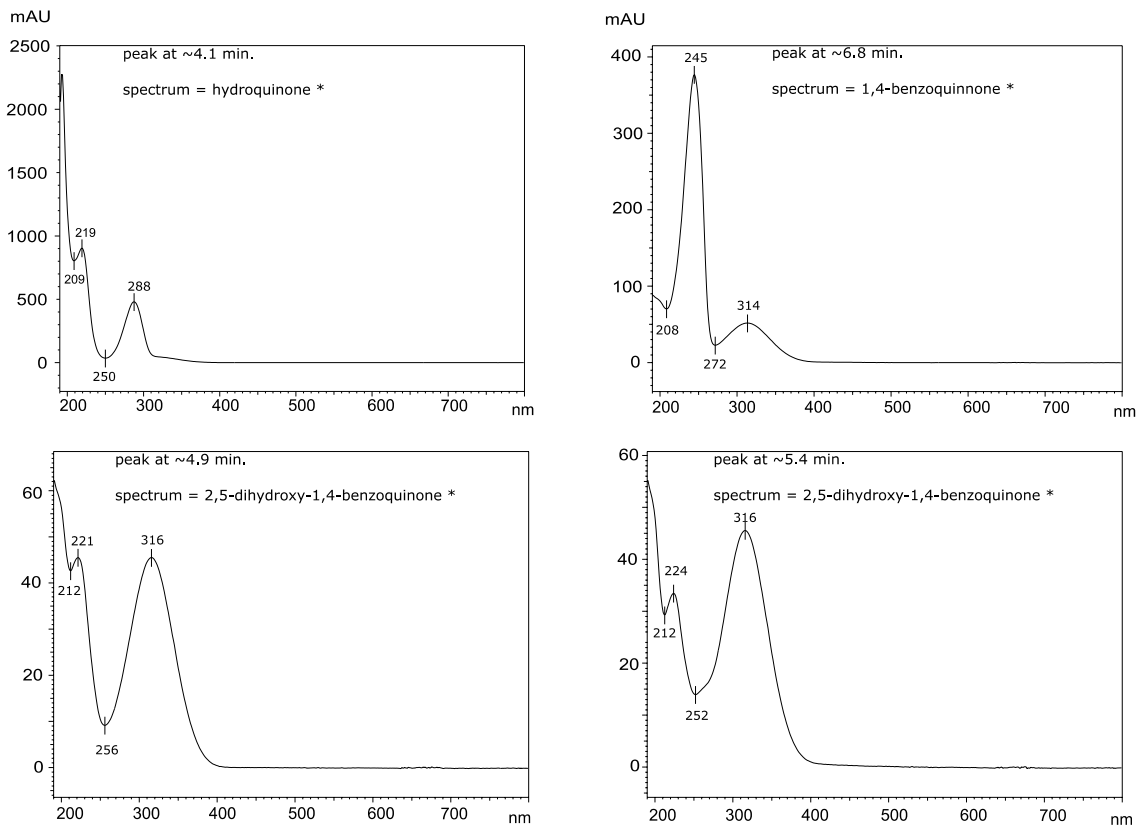 mAU
peak at ~4.1 min.
spectrum = hydroquinone *
2500
2000
1500
1000
500
0
219
209
288
250
200 300 400 500 600 700 nm
mAU
peak at ~6.8 min.
spectrum = 1,4-benzoquinnone *
400
300
200
100
0
245
208
272
314
200 300 400 500 600 700 nm
peak at ~4.9 min.
spectrum = 2,5-dihydroxy-1,4-benzoquinone *
60
40
20
0
221
212
316
256
200 300 400 500 600 700 nm
peak at ~5.4 min.
spectrum = 2,5-dihydroxy-1,4-benzoquinone *
60
40
20
0
316
224
212
252
200 300 400 500 600 700 nm